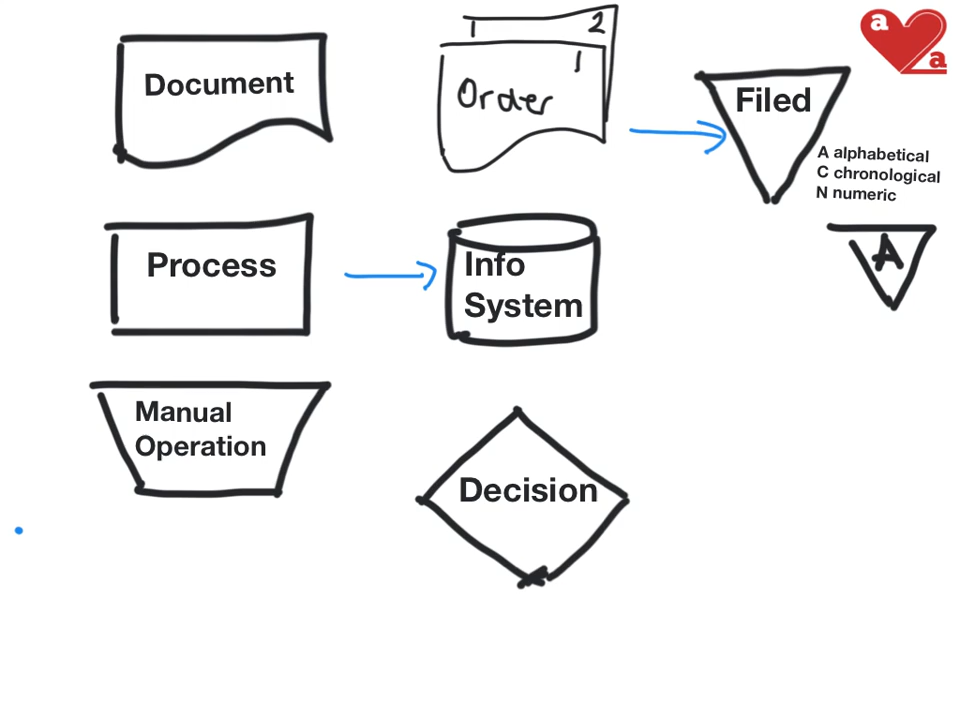 a
a
Document
1
2
1
Order
Filed
A alphabetical
C chronological
N numeric
A
Process
Info
System
Manual
Operation
Decision